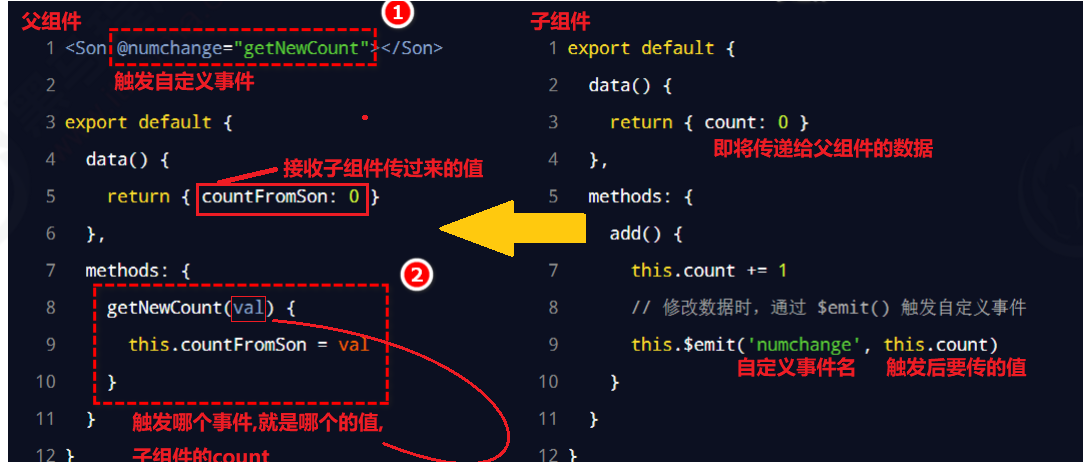 父组件
1
1 <Son @numchange="getNewCount"></Son>
触发自定义事件
2
3 export default {
4 data() {
接收子组件传过来的值
5 return { countFromSon: 0 }
6 },
7 methods: {
2
8 getNewCount(val) {
9 this.countFromSon = val
10 }
11 }
触发哪个事件,就是哪个的值,
子组件的count
12 }
子组件
1 export default {
2 data() {
3 return { count: 0 }
即将传递给父组件的数据
4 },
5 methods: {
6 add() {
7 this.count += 1
8 // 修改数据时，通过 $emit() 触发自定义事件
9 this.$emit('numchange', this.count)
自定义事件名 触发后要传的值
10 }
11 }
12 }